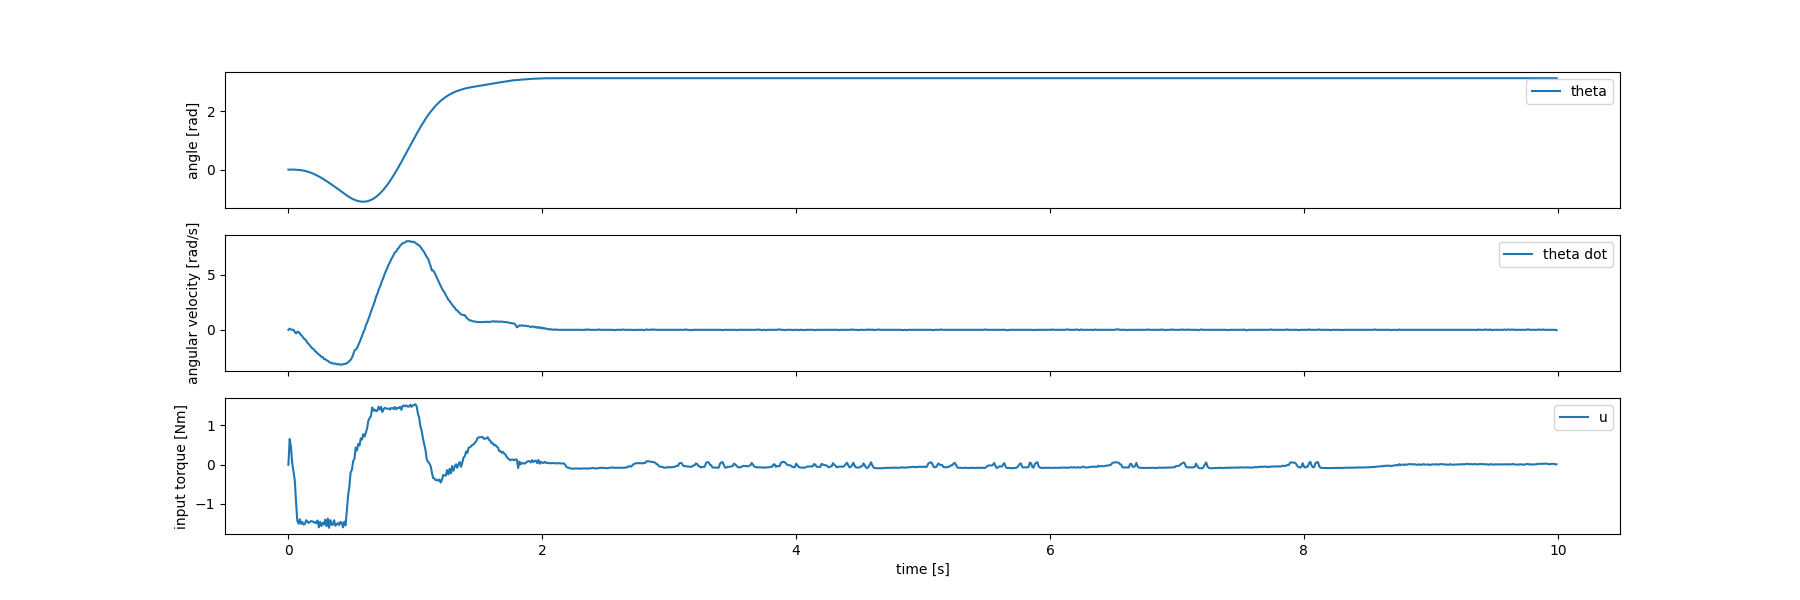 angle [rad]
2
0
theta
angular velocity [rad/s]
5
0
theta dot
input torque [Nm]
1
0
−1
u
0 2 4 6 8 10
time [s]